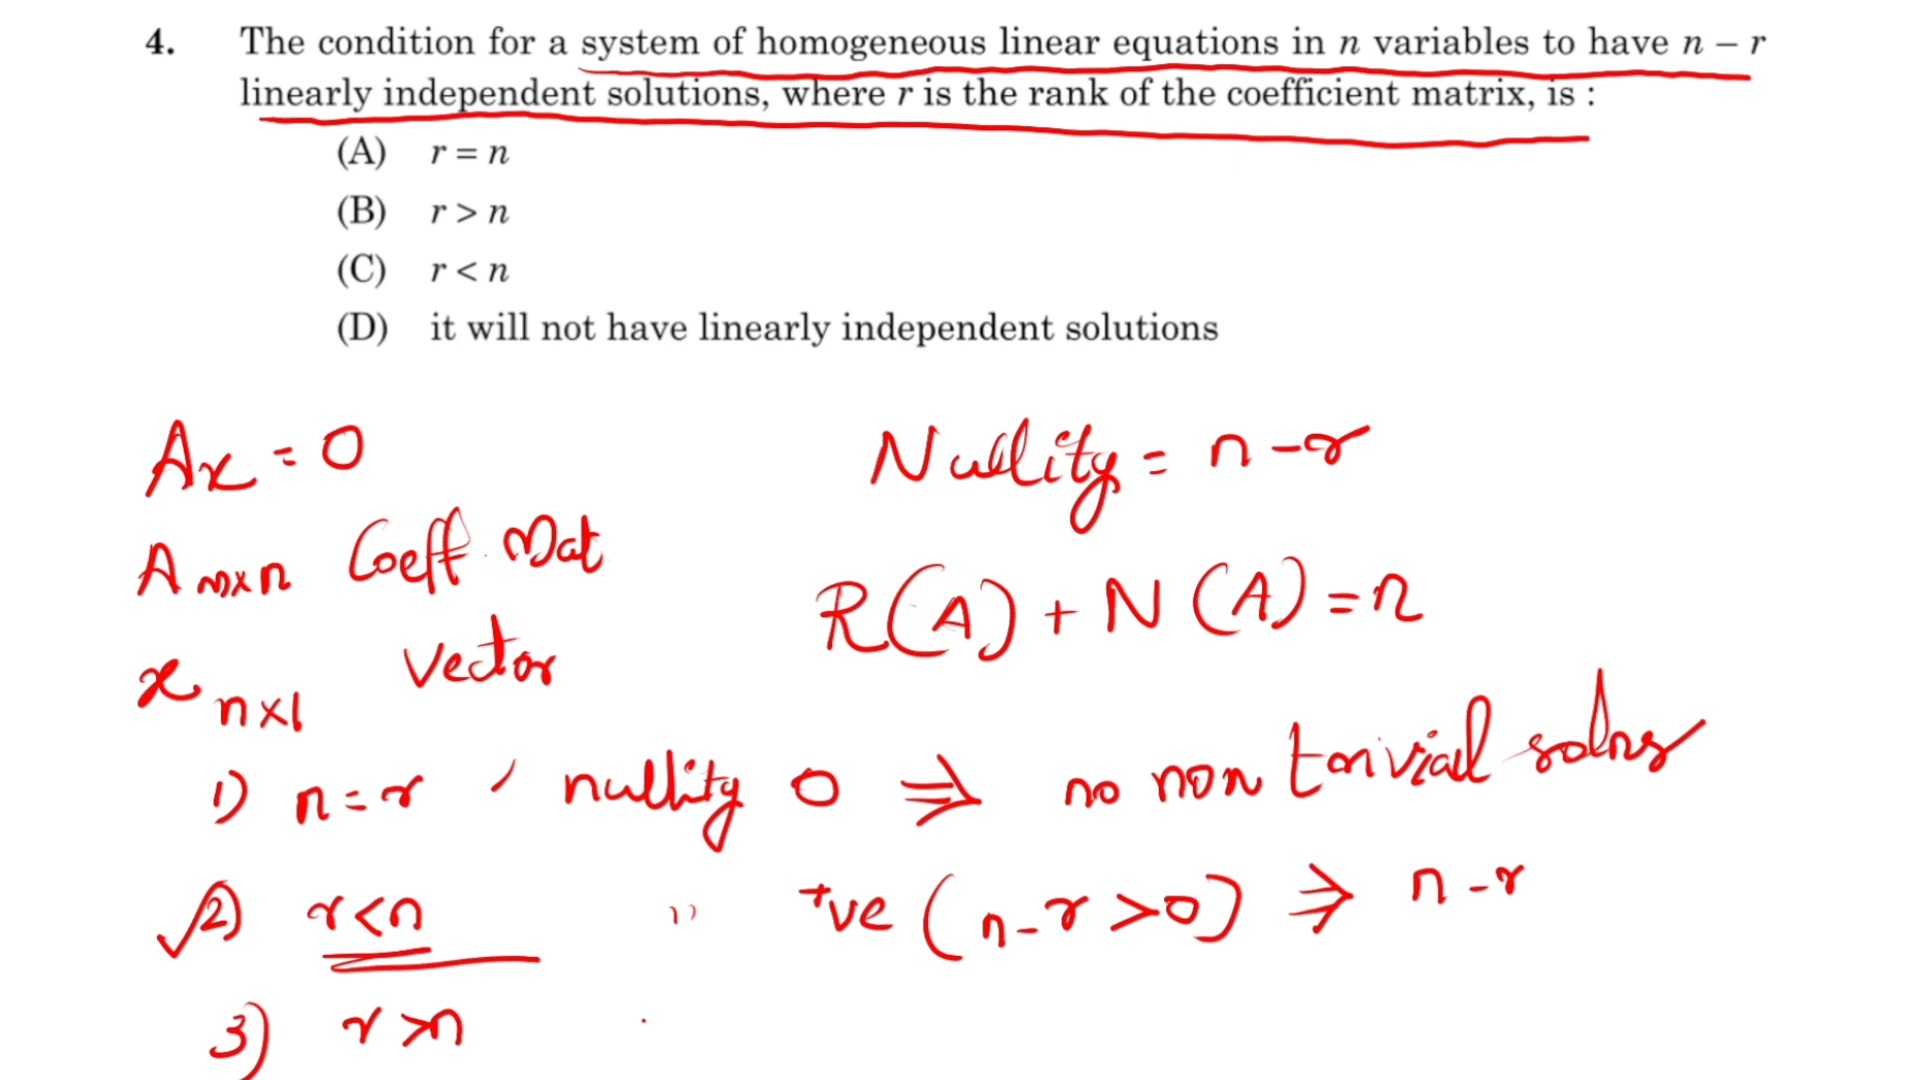 4. The condition for a system of homogeneous linear equations in n variables to have n – r
linearly independent solutions, where r is the rank of the coefficient matrix, is :
(A) r = n
(B) r > n
(C) r < n
(D) it will not have linearly independent solutions
Ax = 0
Nullity = n - r
A m×n Coeff. Mat
R(A) + N(A) = n
x n×1 Vector
1) n = r , nullity 0 ⇒ no non trivial solns
2) r < n '' +ve (n - r > 0) ⇒ n - r
3) r > n